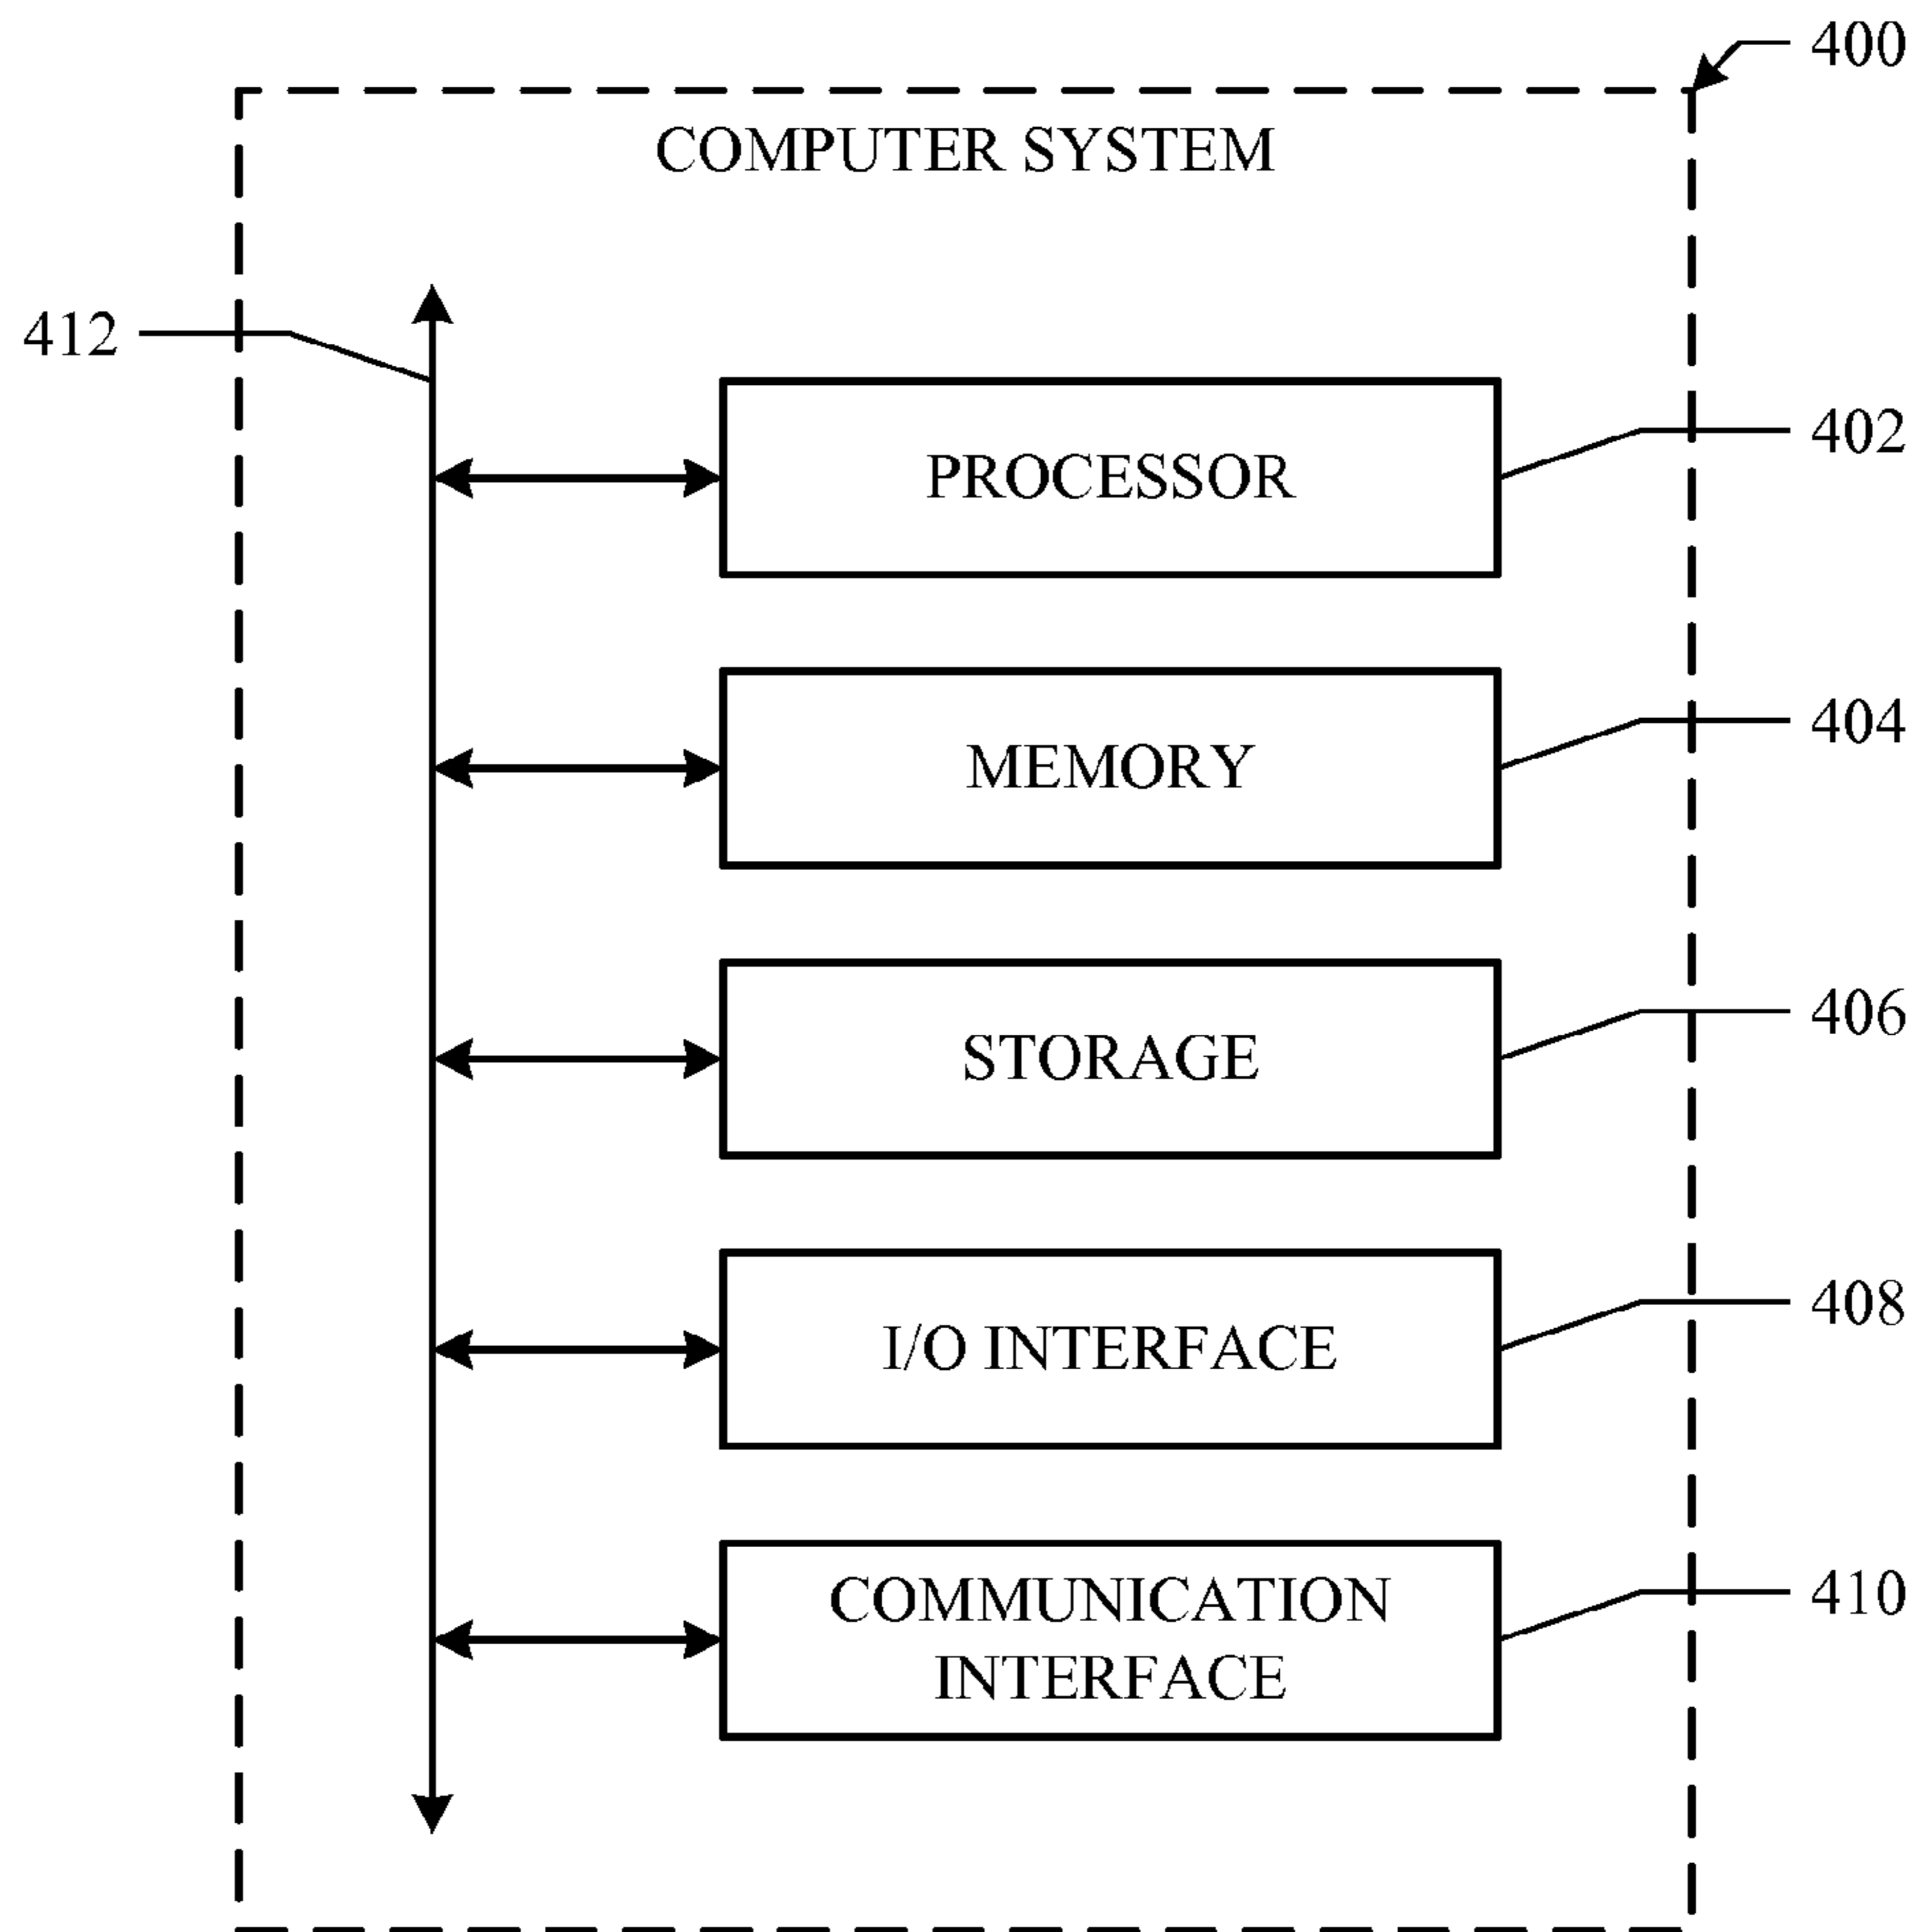 400
COMPUTER SYSTEM
412
402
PROCESSOR
404
MEMORY
406
STORAGE
408
I/O INTERFACE
410
COMMUNICATION
INTERFACE